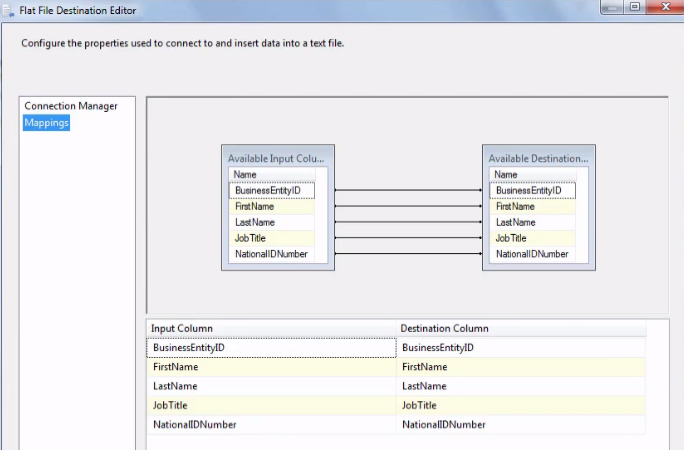 Flat File Destination Editor
Configure the properties used to connect to and insert data into a text file.
Connection Manager
Mappings
Available Input Colu...
Name
BusinessEntityID
FirstName
LastName
JobTitle
NationalIDNumber
Available Destination...
Name
BusinessEntityID
FirstName
LastName
JobTitle
NationalIDNumber
Input Column Destination Column
BusinessEntityID BusinessEntityID
FirstName FirstName
LastName LastName
JobTitle JobTitle
NationalIDNumber NationalIDNumber